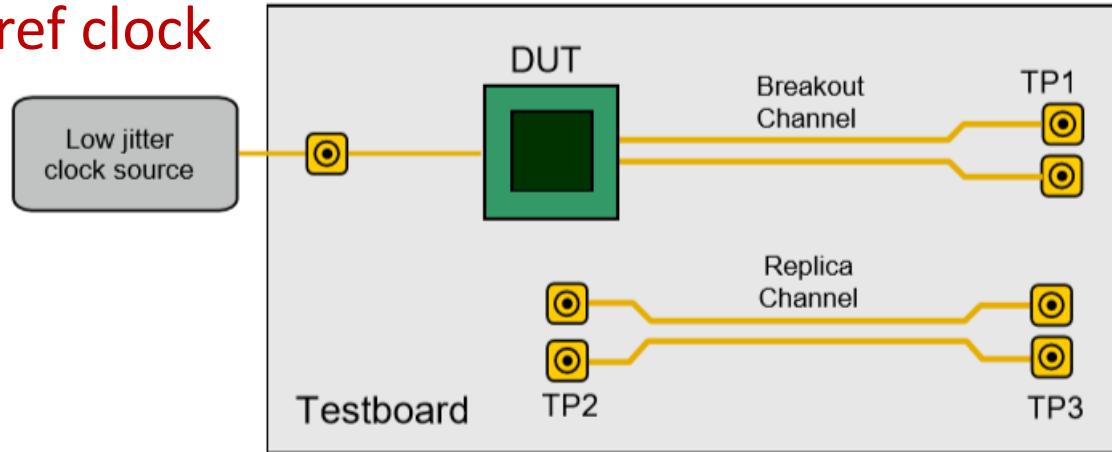 ref clock
Low jitter
clock source
DUT
Breakout
Channel
TP1
Replica
Channel
Testboard
TP2
TP3